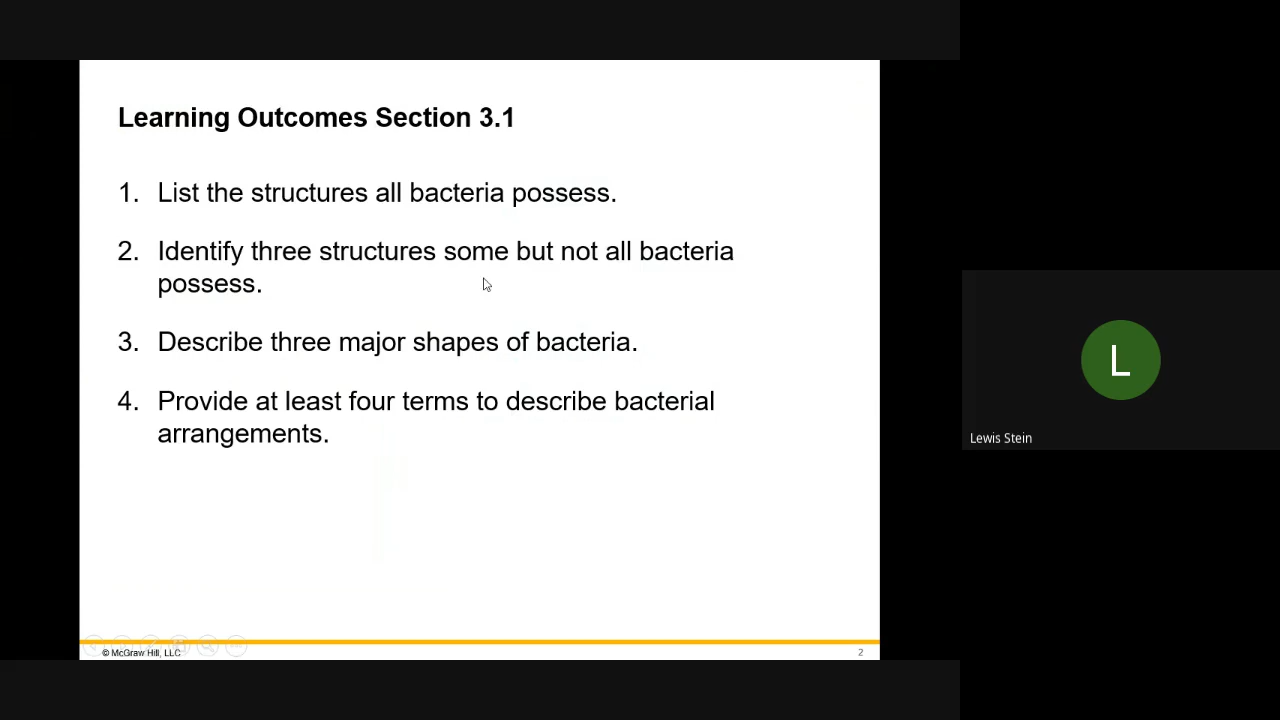 Learning Outcomes Section 3.1
1. List the structures all bacteria possess.
2. Identify three structures some but not all bacteria
possess.
3. Describe three major shapes of bacteria.
4. Provide at least four terms to describe bacterial
arrangements.
L
Lewis Stein
© McGraw Hill, LLC
2